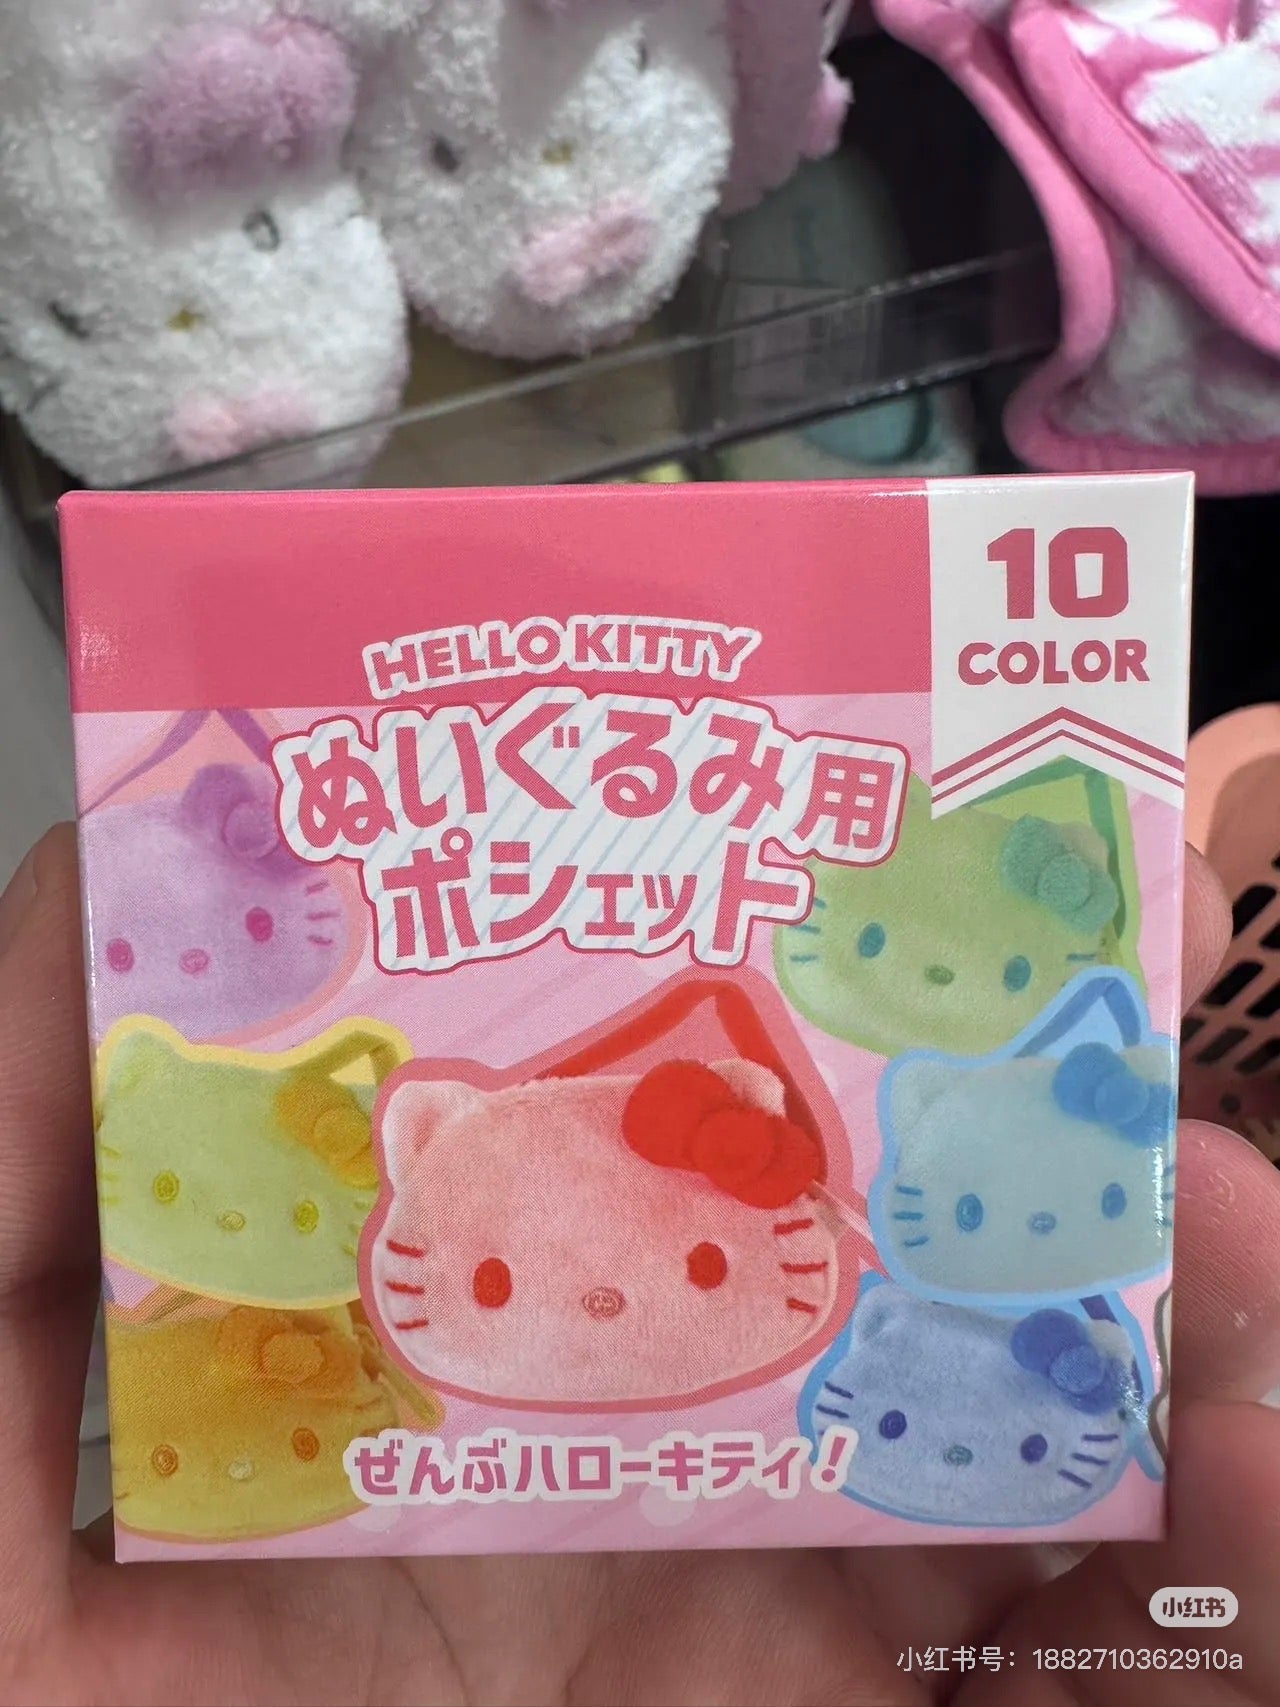 10
COLOR
HELLO KITTY
ぬいぐるみ用
ポシェット
ぜんぶハローキティ!
小红书
小红书号：1882710362910a